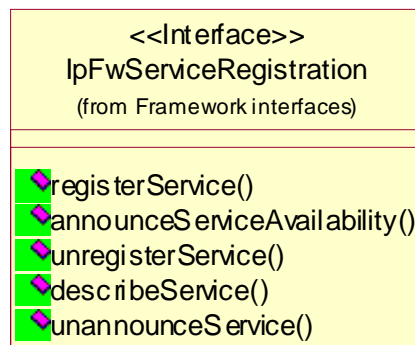 <<Interface>>
IpFwServiceRegistration
(from Framework interfaces)
registerService()
announceServiceAvailability()
unregisterService()
describeService()
unannounceService()